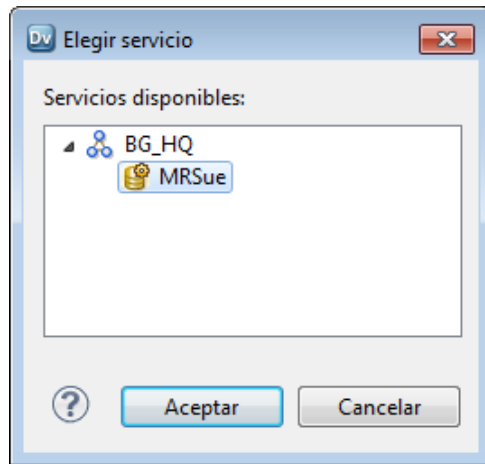 Dv Elegir servicio
Servicios disponibles:
BG_HQ
MRSue
? Aceptar Cancelar